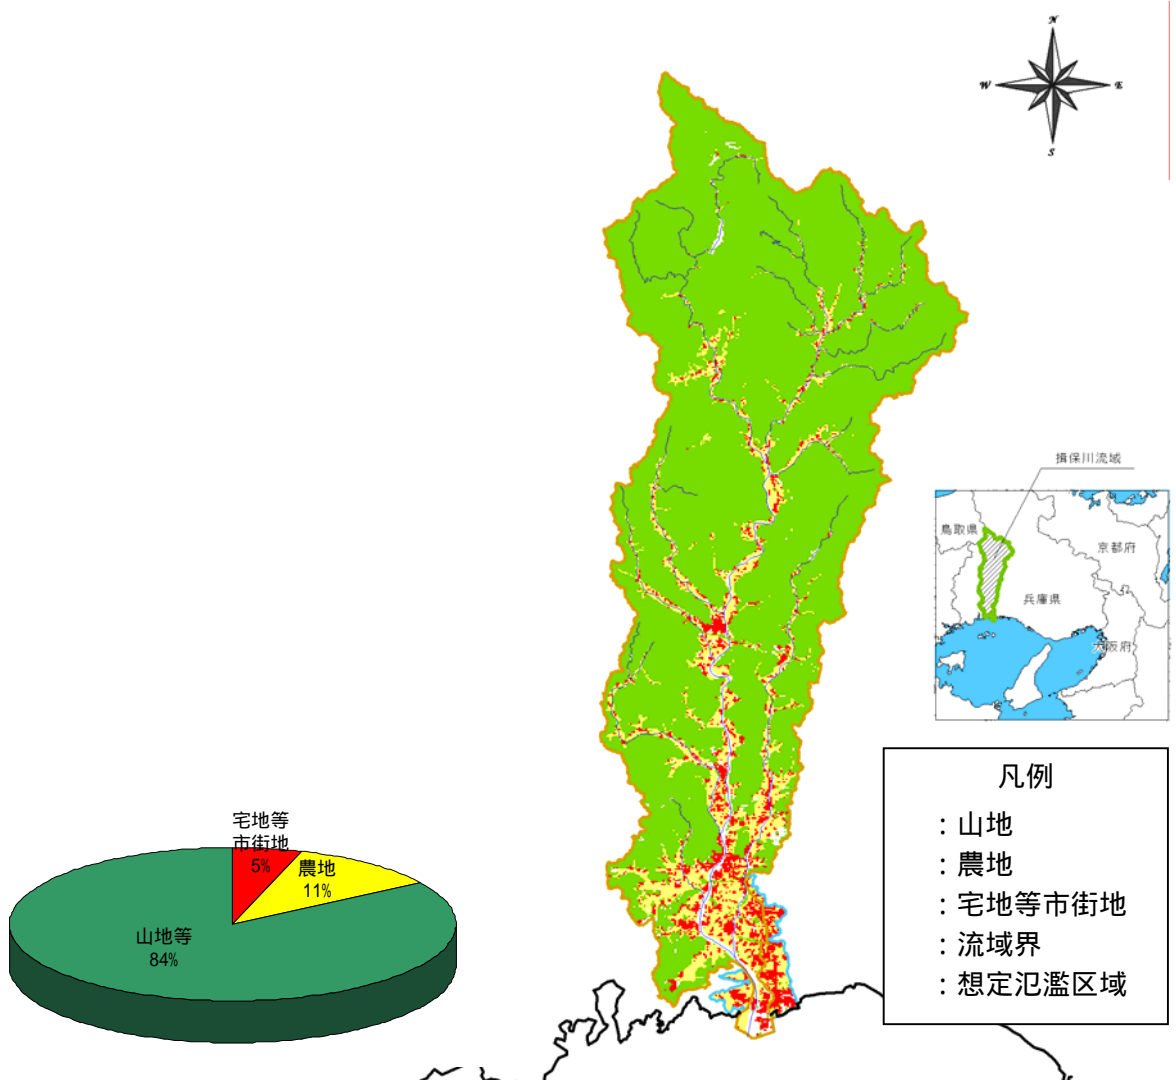 N
W
E
S
揖保川流域
鳥取県
京都府
兵庫県
大阪府
凡例
：山地
：農地
：宅地等市街地
：流域界
：想定氾濫区域
宅地等
市街地
5%
農地
11%
山地等
84%